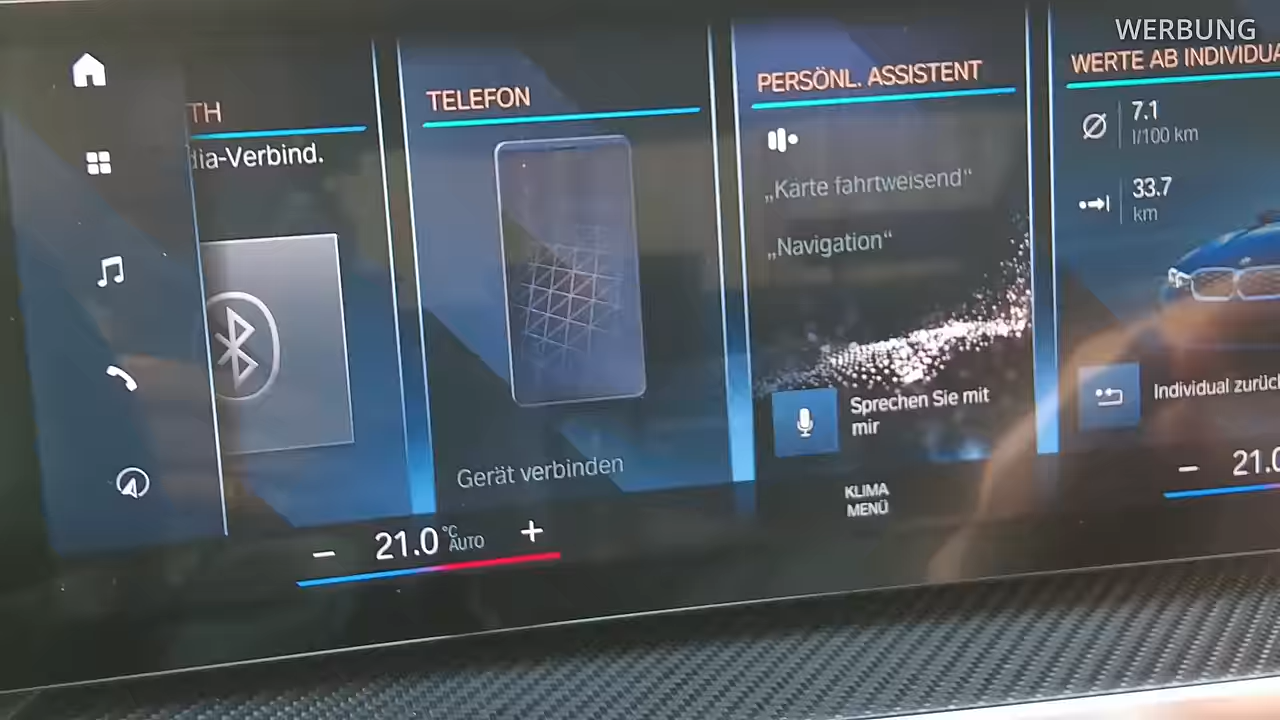 WERBUNG
TH
dia-Verbind.
TELEFON
Gerät verbinden
PERSÖNL. ASSISTENT
„Karte fahrtweisend“
„Navigation“
Sprechen Sie mit
mir
WERTE AB INDIVIDUA
7.1
l/100 km
33.7
km
Individual zurück
KLIMA
MENÜ
21.0 °C
AUTO
21.0